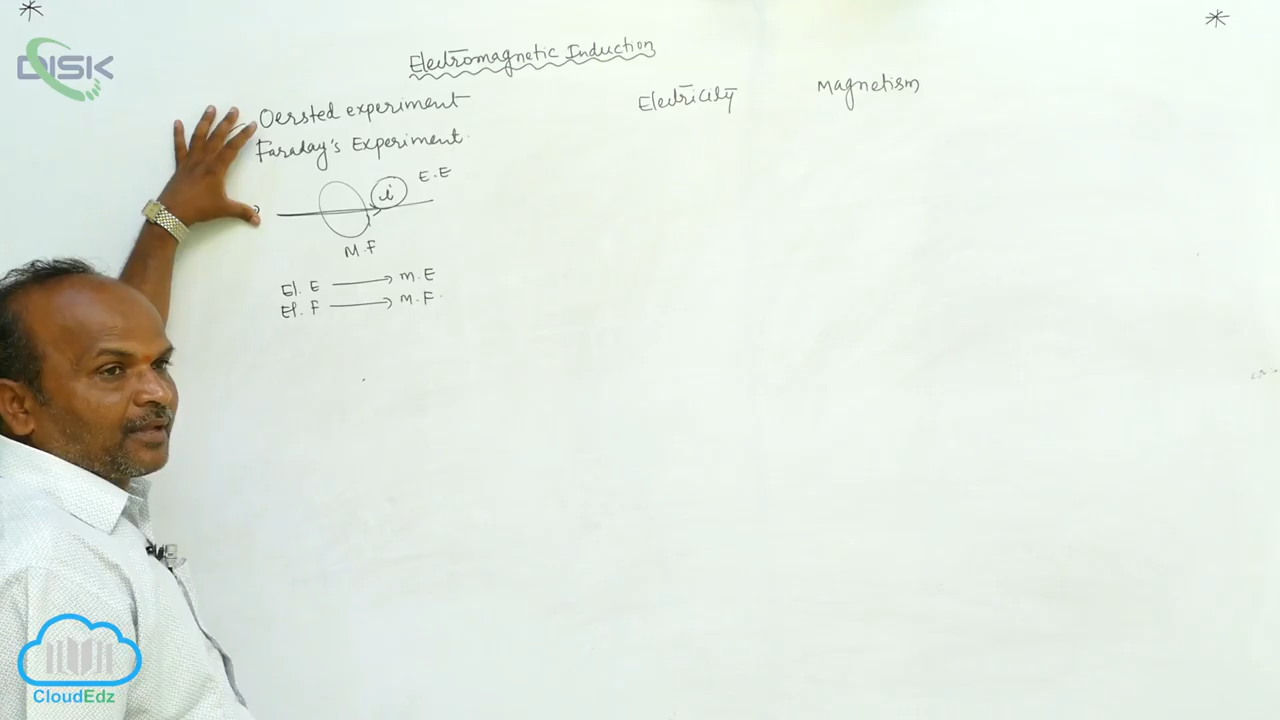 DISK
Electromagnetic Induction
Electricity Magnetism
Oersted experiment
Faraday's Experiment
i E.E
M.F
El. E → M.E
El. F → M.F
CloudEdz